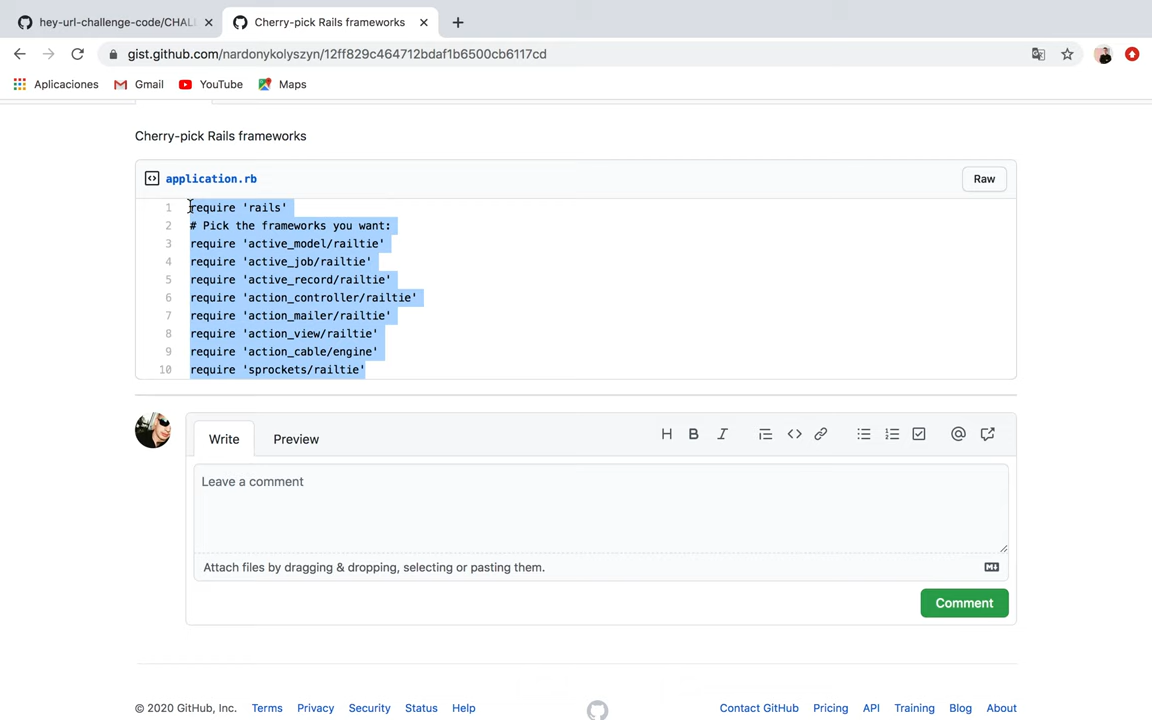 hey-url-challenge-code/CHAL
Cherry-pick Rails frameworks
gist.github.com/nardonykolyszyn/12ff829c464712bdaf1b6500cb6117cd
Aplicaciones Gmail YouTube Maps
Cherry-pick Rails frameworks
application.rb
Raw
1 require 'rails'
2 # Pick the frameworks you want:
3 require 'active_model/railtie'
4 require 'active_job/railtie'
5 require 'active_record/railtie'
6 require 'action_controller/railtie'
7 require 'action_mailer/railtie'
8 require 'action_view/railtie'
9 require 'action_cable/engine'
10 require 'sprockets/railtie'
Write Preview
Leave a comment
Attach files by dragging & dropping, selecting or pasting them.
Comment
© 2020 GitHub, Inc. Terms Privacy Security Status Help Contact GitHub Pricing API Training Blog About